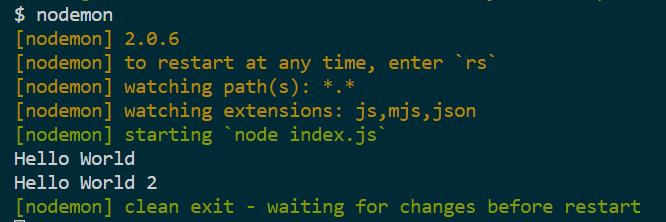 $ nodemon
[nodemon] 2.0.6
[nodemon] to restart at any time, enter `rs`
[nodemon] watching path(s): *.*
[nodemon] watching extensions: js,mjs,json
[nodemon] starting `node index.js`
Hello World
Hello World 2
[nodemon] clean exit - waiting for changes before restart